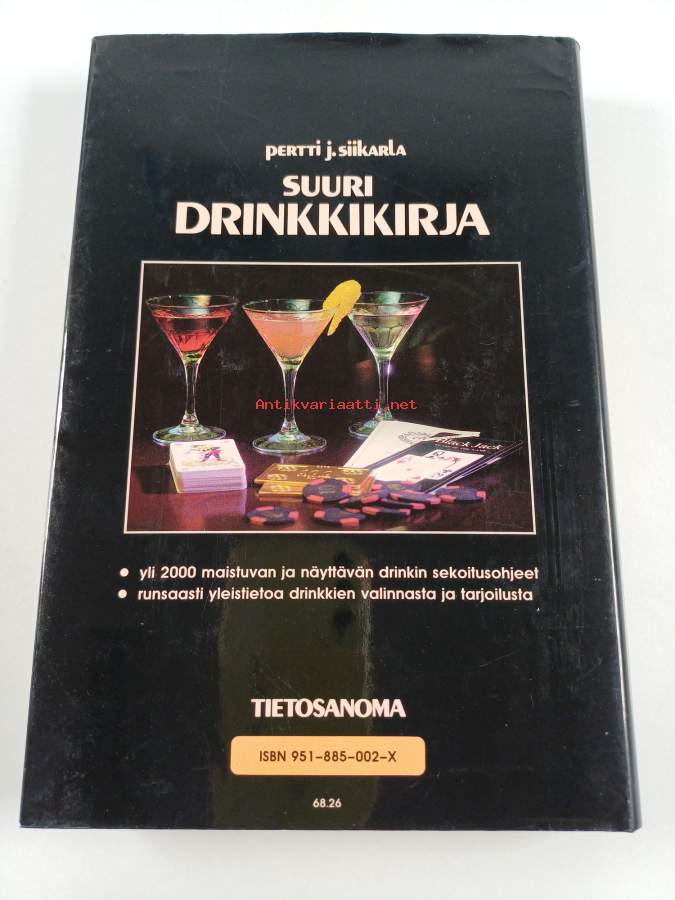 PERTTI J. SIIKARLA
SUURI
DRINKKIKIRJA
Antikvariaatti.net
Black Jack
• yli 2000 maistuvan ja näyttävän drinkin sekoitusohjeet
• runsaasti yleistietoa drinkkien valinnasta ja tarjoilusta
TIETOSANOMA
ISBN 951-885-002-X
68.26